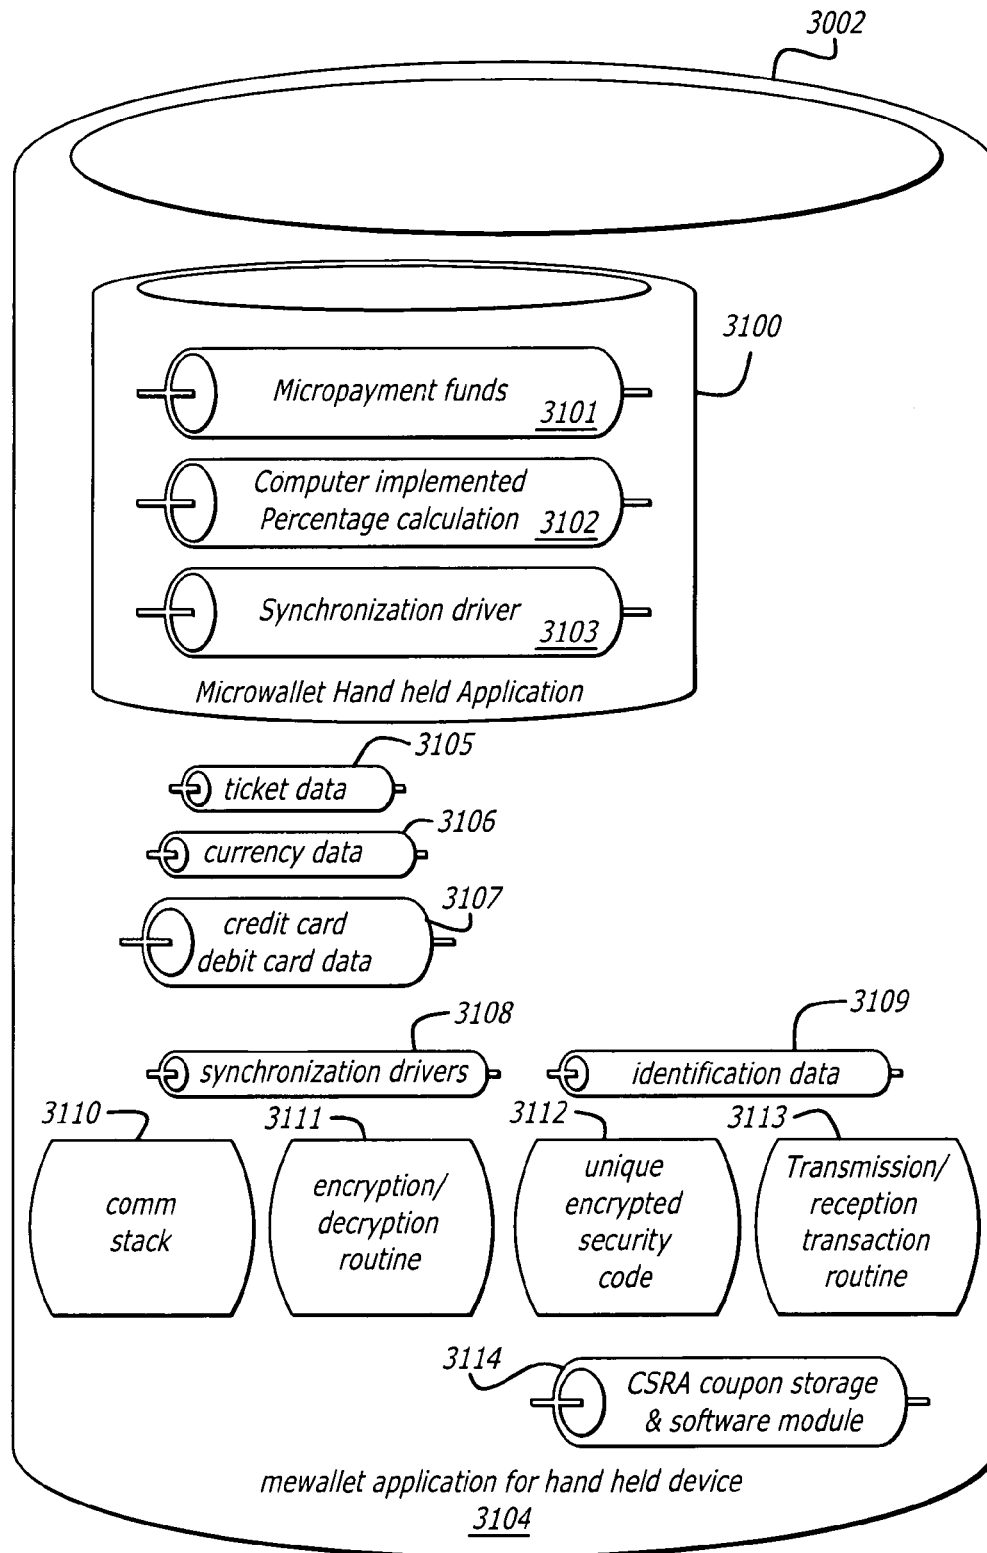 3002
3100
Micropayment funds
3101
Computer implemented
Percentage calculation
3102
Synchronization driver
3103
Microwallet Hand held Application
3105
ticket data
3106
currency data
3107
credit card
debit card data
3108
synchronization drivers
3109
identification data
3110
comm
stack
3111
encryption/
decryption
routine
3112
unique
encrypted
security
code
3113
Transmission/
reception
transaction
routine
3114
CSRA coupon storage
& software module
mewallet application for hand held device
3104